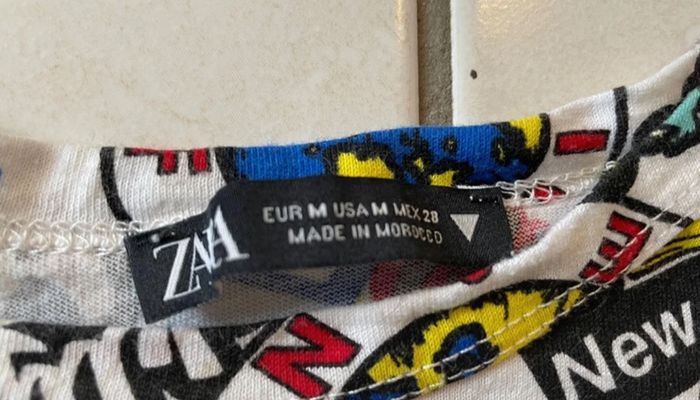 ZARA
EUR M USA M MEX 28
MADE IN MOROCCO
New